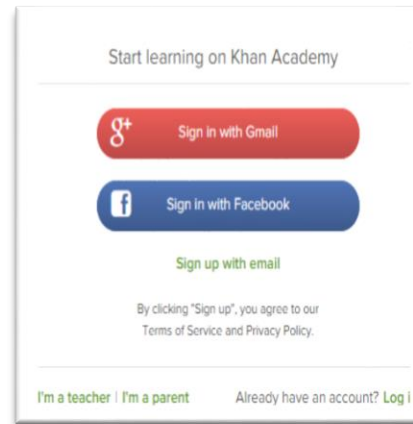 Start learning on Khan Academy
g+ Sign in with Gmail
f Sign in with Facebook
Sign up with email
By clicking "Sign up", you agree to our
Terms of Service and Privacy Policy.
I'm a teacher | I'm a parent Already have an account? Log i